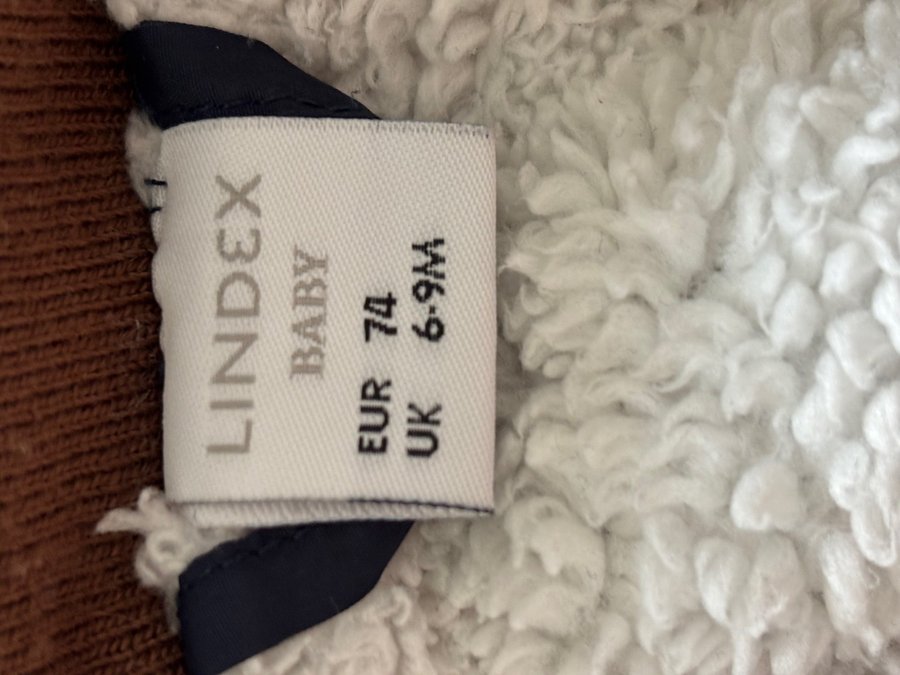 LINDEX
BABY
EUR 74
UK 6-9M